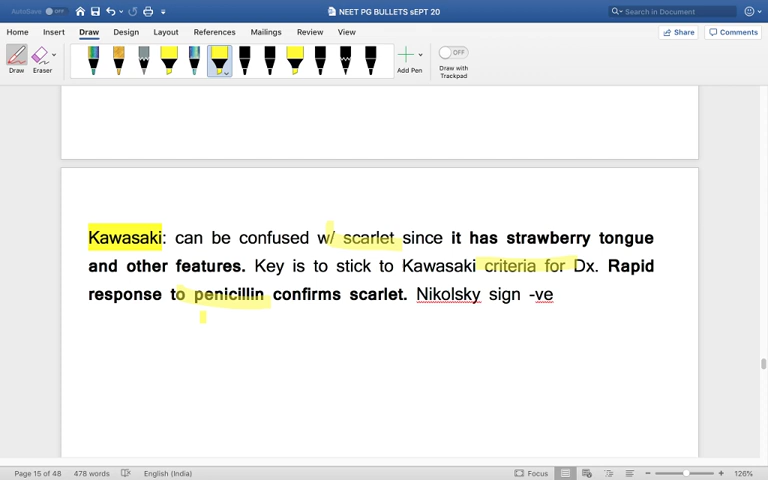 AutoSave OFF
NEET PG BULLETS sEPT 20
Search in Document
Home Insert Draw Design Layout References Mailings Review View
Share Comments
Draw Eraser Add Pen OFF Draw with Trackpad
Kawasaki: can be confused w/ scarlet since it has strawberry tongue
and other features. Key is to stick to Kawasaki criteria for Dx. Rapid
response to penicillin confirms scarlet. Nikolsky sign -ve
Page 15 of 48 478 words English (India) Focus 126%